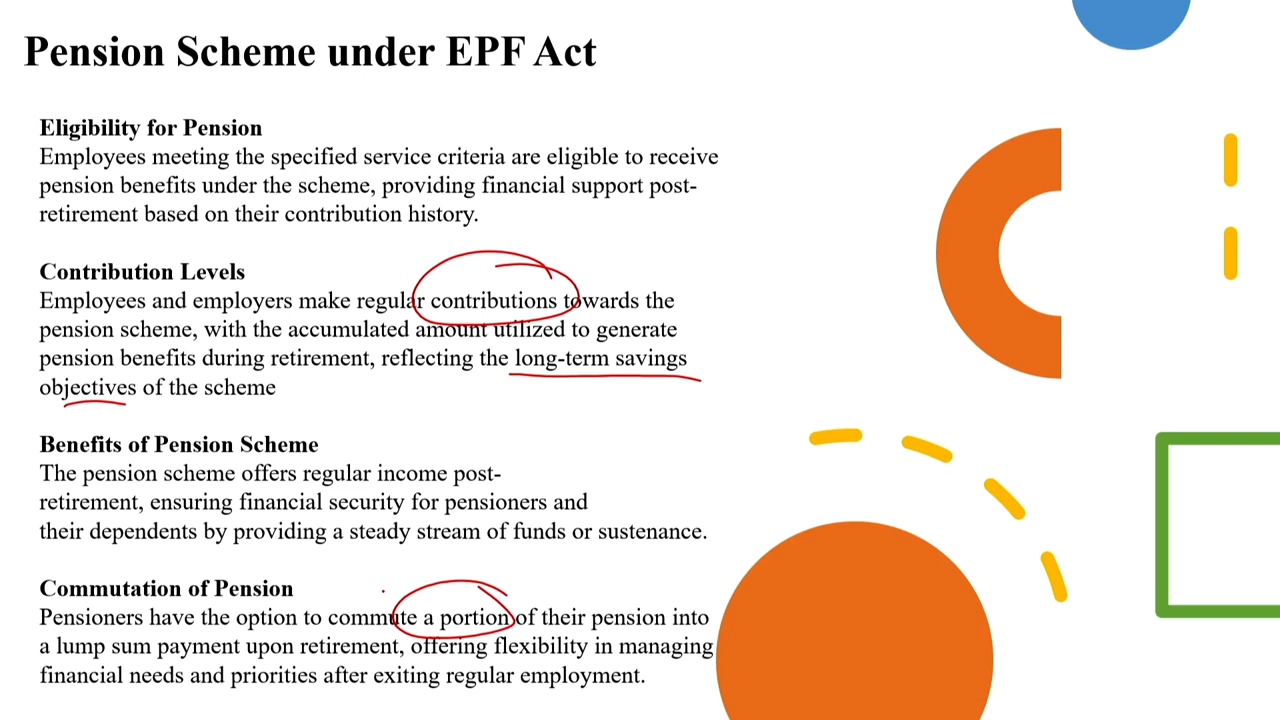 Pension Scheme under EPF Act
Eligibility for Pension
Employees meeting the specified service criteria are eligible to receive
pension benefits under the scheme, providing financial support post-
retirement based on their contribution history.
Contribution Levels
Employees and employers make regular contributions towards the
pension scheme, with the accumulated amount utilized to generate
pension benefits during retirement, reflecting the long-term savings
objectives of the scheme
Benefits of Pension Scheme
The pension scheme offers regular income post-
retirement, ensuring financial security for pensioners and
their dependents by providing a steady stream of funds or sustenance.
Commutation of Pension
Pensioners have the option to commute a portion of their pension into
a lump sum payment upon retirement, offering flexibility in managing
financial needs and priorities after exiting regular employment.